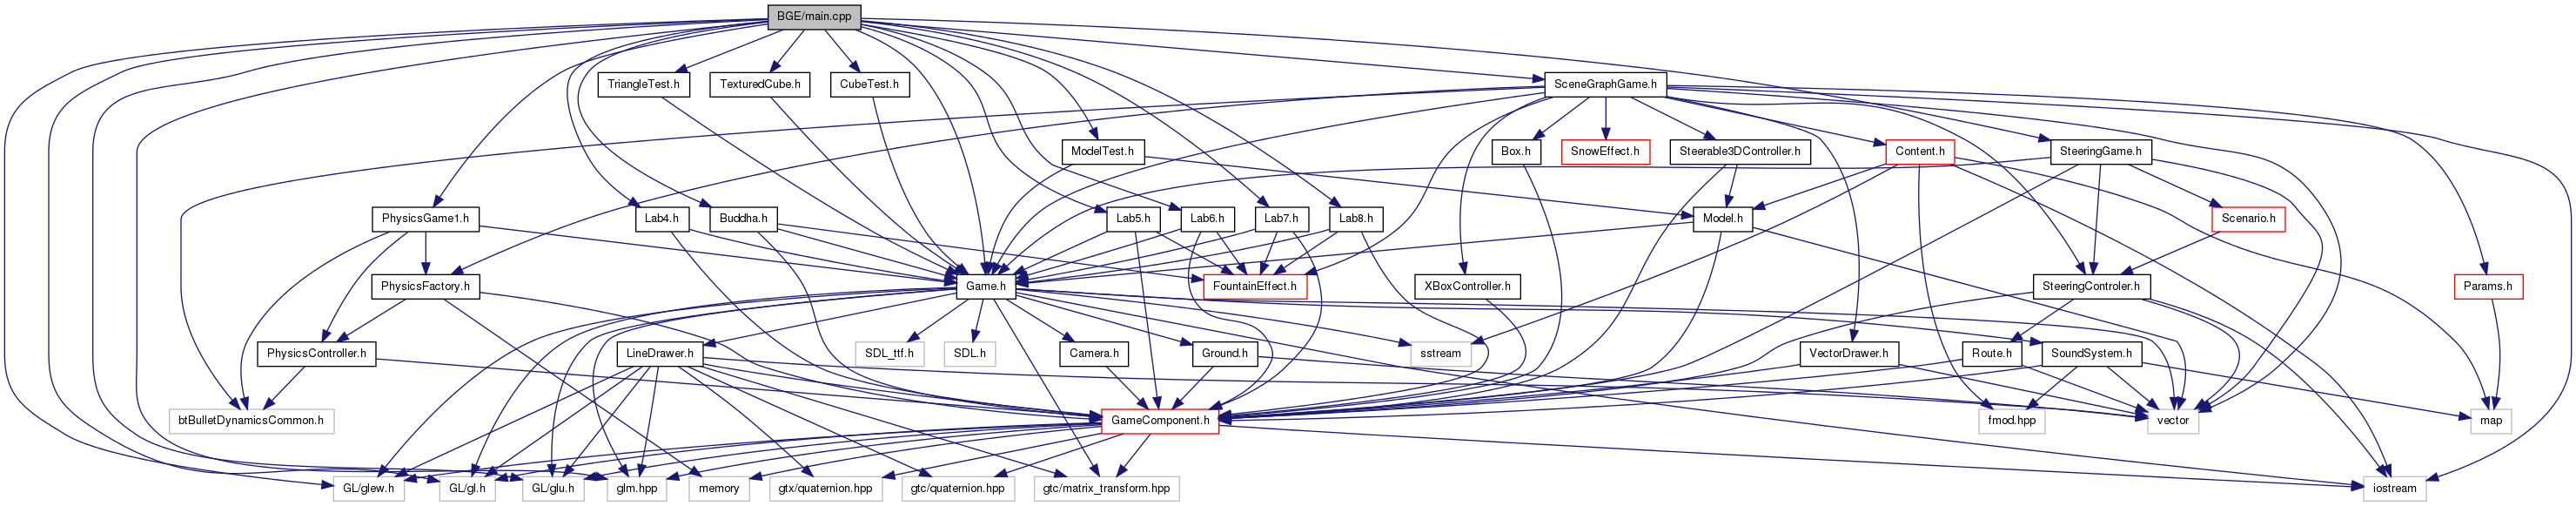 BGE/main.cpp
TriangleTest.h
TexturedCube.h
CubeTest.h
SceneGraphGame.h
ModelTest.h
Box.h
SnowEffect.h
Steerable3DController.h
Content.h
SteeringGame.h
PhysicsGame1.h
Lab4.h
Buddha.h
Lab5.h
Lab6.h
Lab7.h
Lab8.h
Model.h
Scenario.h
PhysicsFactory.h
Game.h
FountainEffect.h
XBoxController.h
SteeringControler.h
Params.h
PhysicsController.h
LineDrawer.h
SDL_ttf.h
SDL.h
Camera.h
Ground.h
sstream
VectorDrawer.h
Route.h
SoundSystem.h
btBulletDynamicsCommon.h
GameComponent.h
fmod.hpp
vector
map
GL/glew.h
GL/gl.h
GL/glu.h
glm.hpp
memory
gtx/quaternion.hpp
gtc/quaternion.hpp
gtc/matrix_transform.hpp
iostream